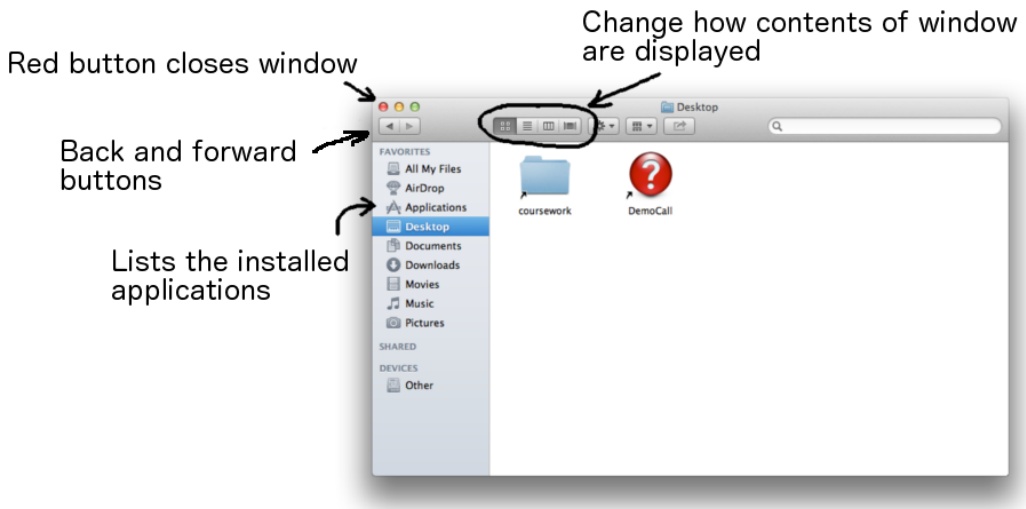 Change how contents of window
are displayed
Red button closes window
Desktop
Back and forward
buttons
FAVORITES
All My Files
AirDrop
Applications
Desktop
Documents
Downloads
Movies
Music
Pictures
SHARED
DEVICES
Other
coursework
DemoCall
?
Lists the installed
applications